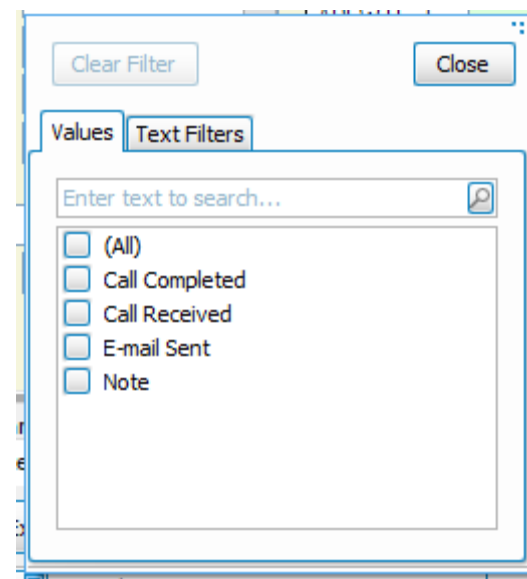 Clear Filter
Close
Values
Text Filters
Enter text to search...
(All)
Call Completed
Call Received
E-mail Sent
Note